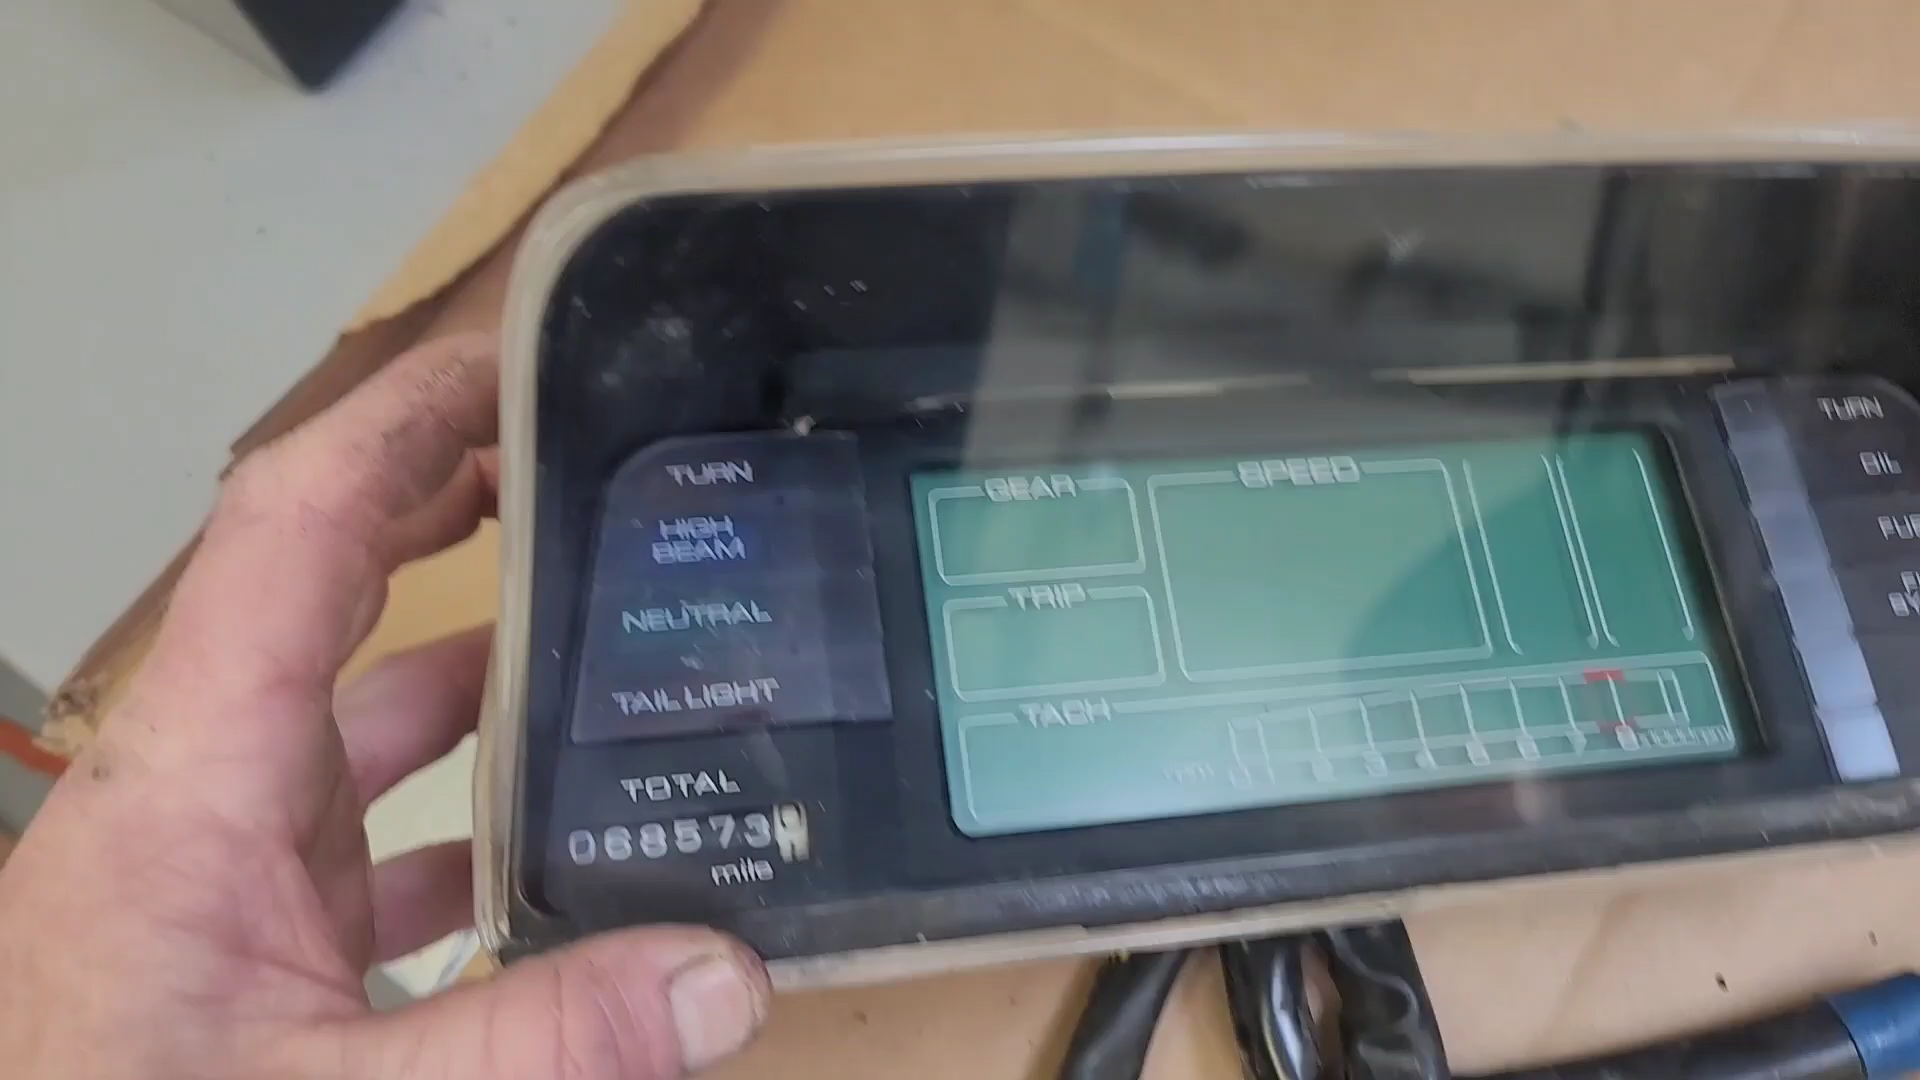 TURN
HIGH
BEAM
NEUTRAL
TAIL LIGHT
TOTAL
068573
mile
GEAR
SPEED
TRIP
TACH
TURN
OIL